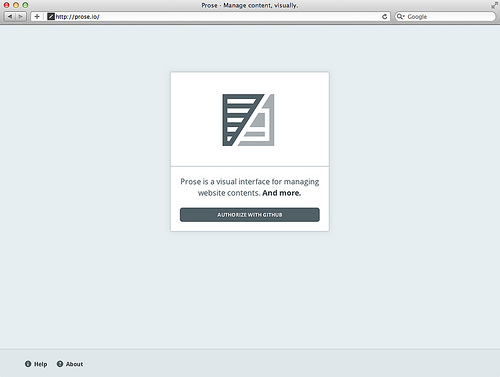 Prose - Manage content, visually.
http://prose.io/
Google
Prose is a visual interface for managing
website contents. And more.
AUTHORIZE WITH GITHUB
Help
About